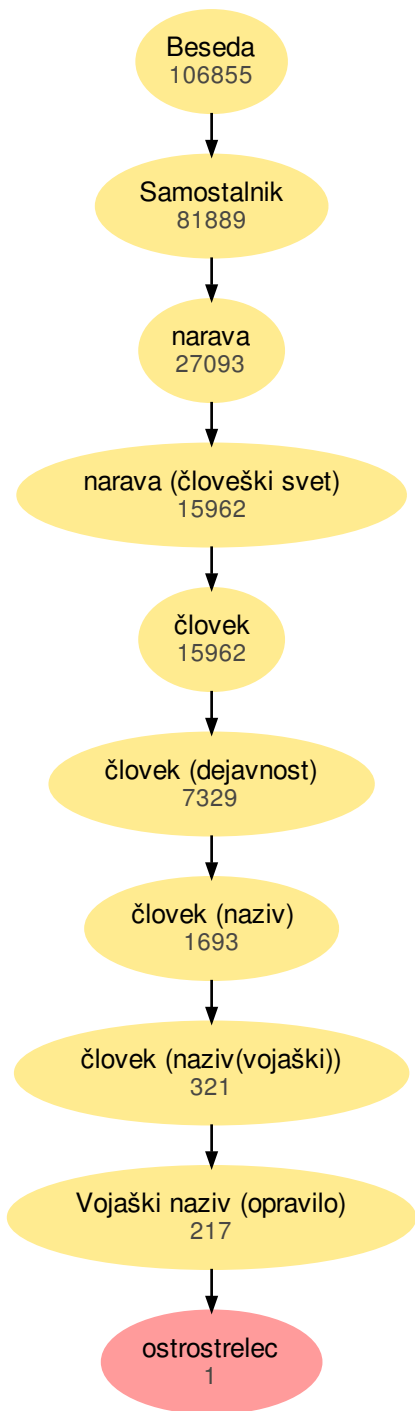 Beseda
106855
Samostalnik
81889
narava
27093
narava (človeški svet)
15962
človek
15962
človek (dejavnost)
7329
človek (naziv)
1693
človek (naziv(vojaški))
321
Vojaški naziv (opravilo)
217
ostrostrelec
1